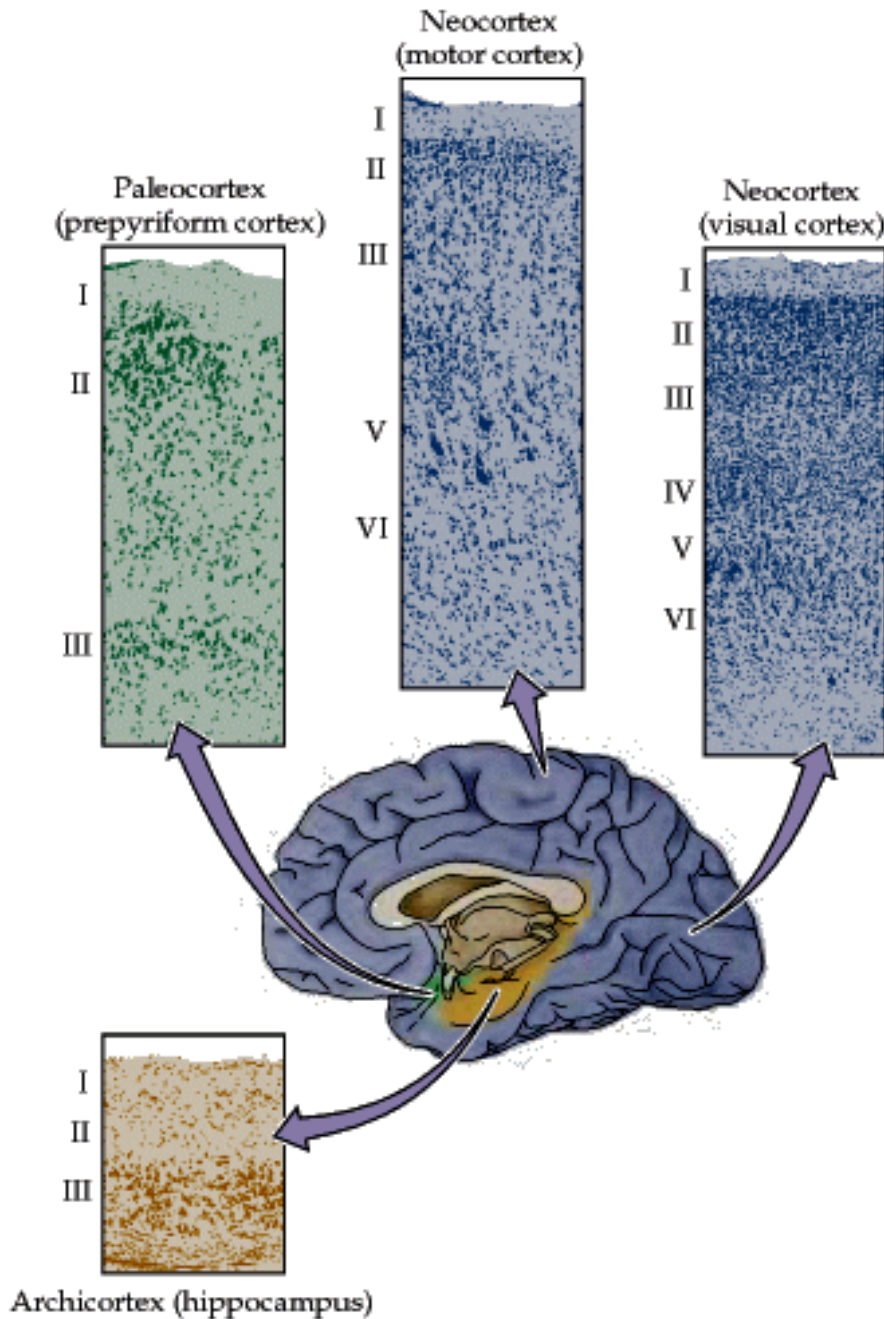 Neocortex
(motor cortex)
I
II
III
V
VI
Paleocortex
(prepyriform cortex)
I
II
III
Neocortex
(visual cortex)
I
II
III
IV
V
VI
I
II
III
Archicortex (hippocampus)